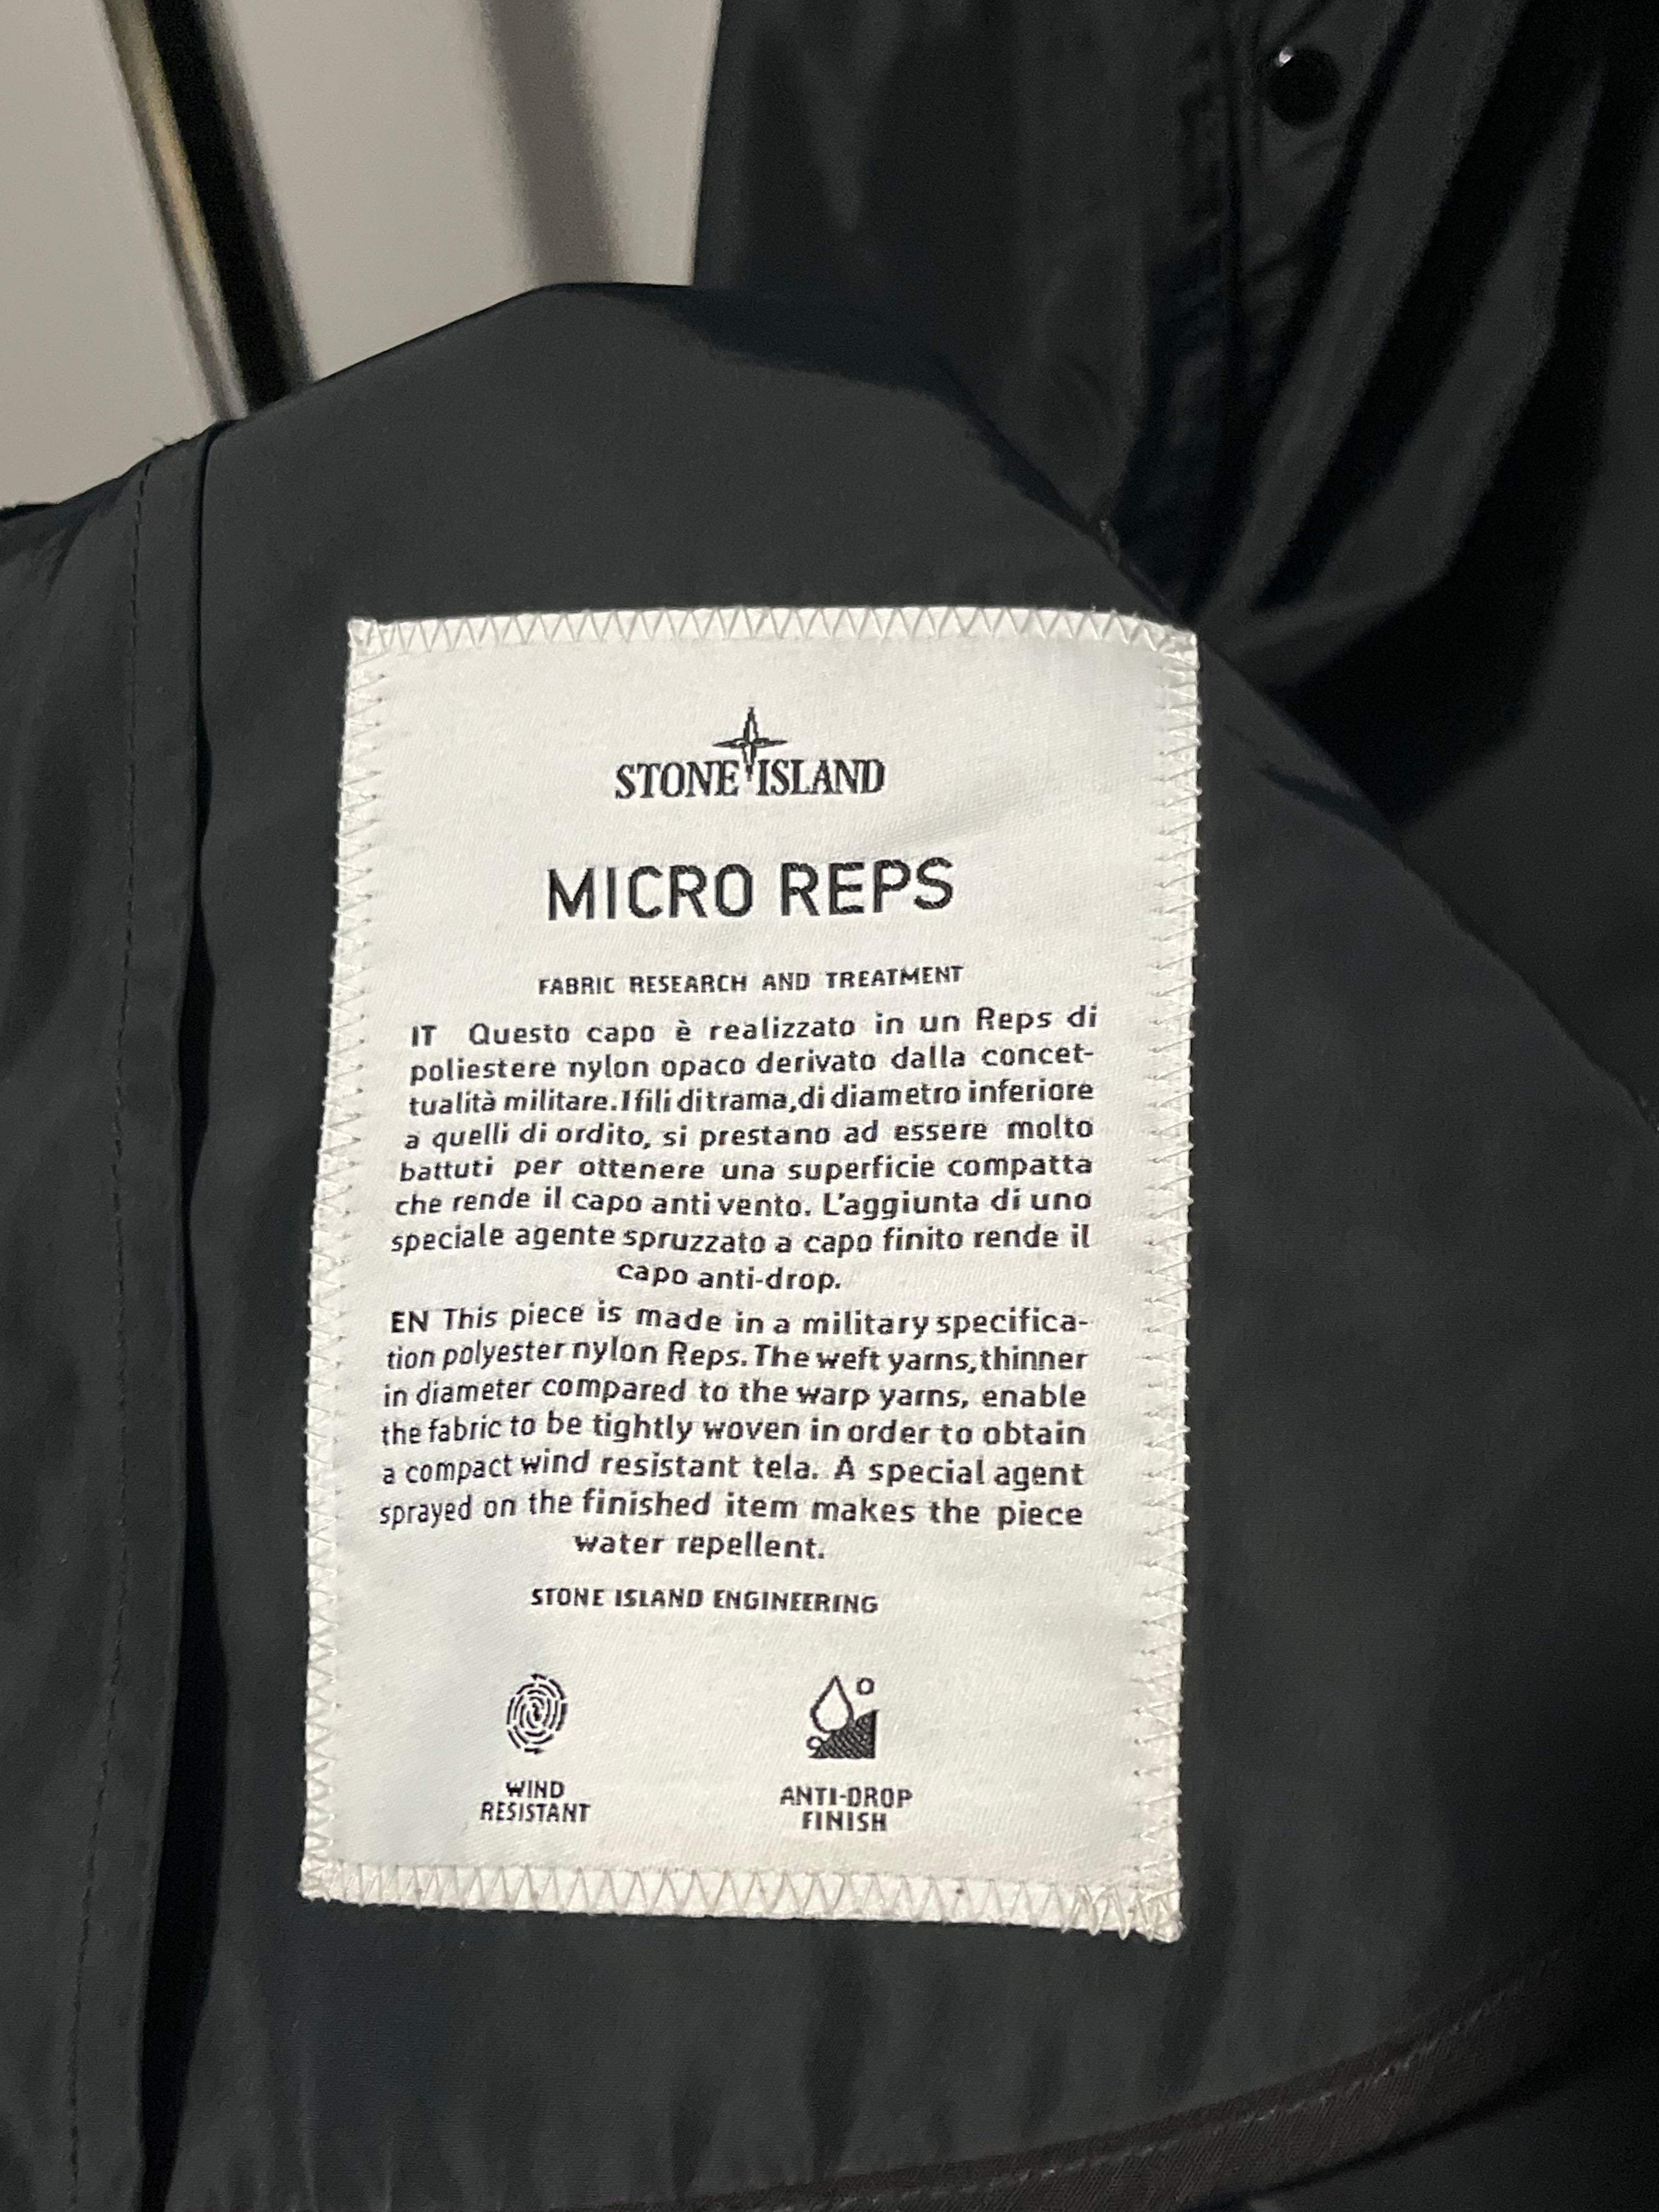 STONE ISLAND
MICRO REPS
FABRIC RESEARCH AND TREATMENT
IT Questo capo è realizzato in un Reps di
poliestere nylon opaco derivato dalla concet-
tualità militare. I fili di trama, di diametro inferiore
a quelli di ordito, si prestano ad essere molto
battuti per ottenere una superficie compatta
che rende il capo anti vento. L'aggiunta di uno
speciale agente spruzzato a capo finito rende il
capo anti-drop.
EN This piece is made in a military specifica-
tion polyester nylon Reps. The weft yarns, thinner
in diameter compared to the warp yarns, enable
the fabric to be tightly woven in order to obtain
a compact wind resistant tela. A special agent
sprayed on the finished item makes the piece
water repellent.
STONE ISLAND ENGINEERING
WIND
RESISTANT
ANTI-DROP
FINISH